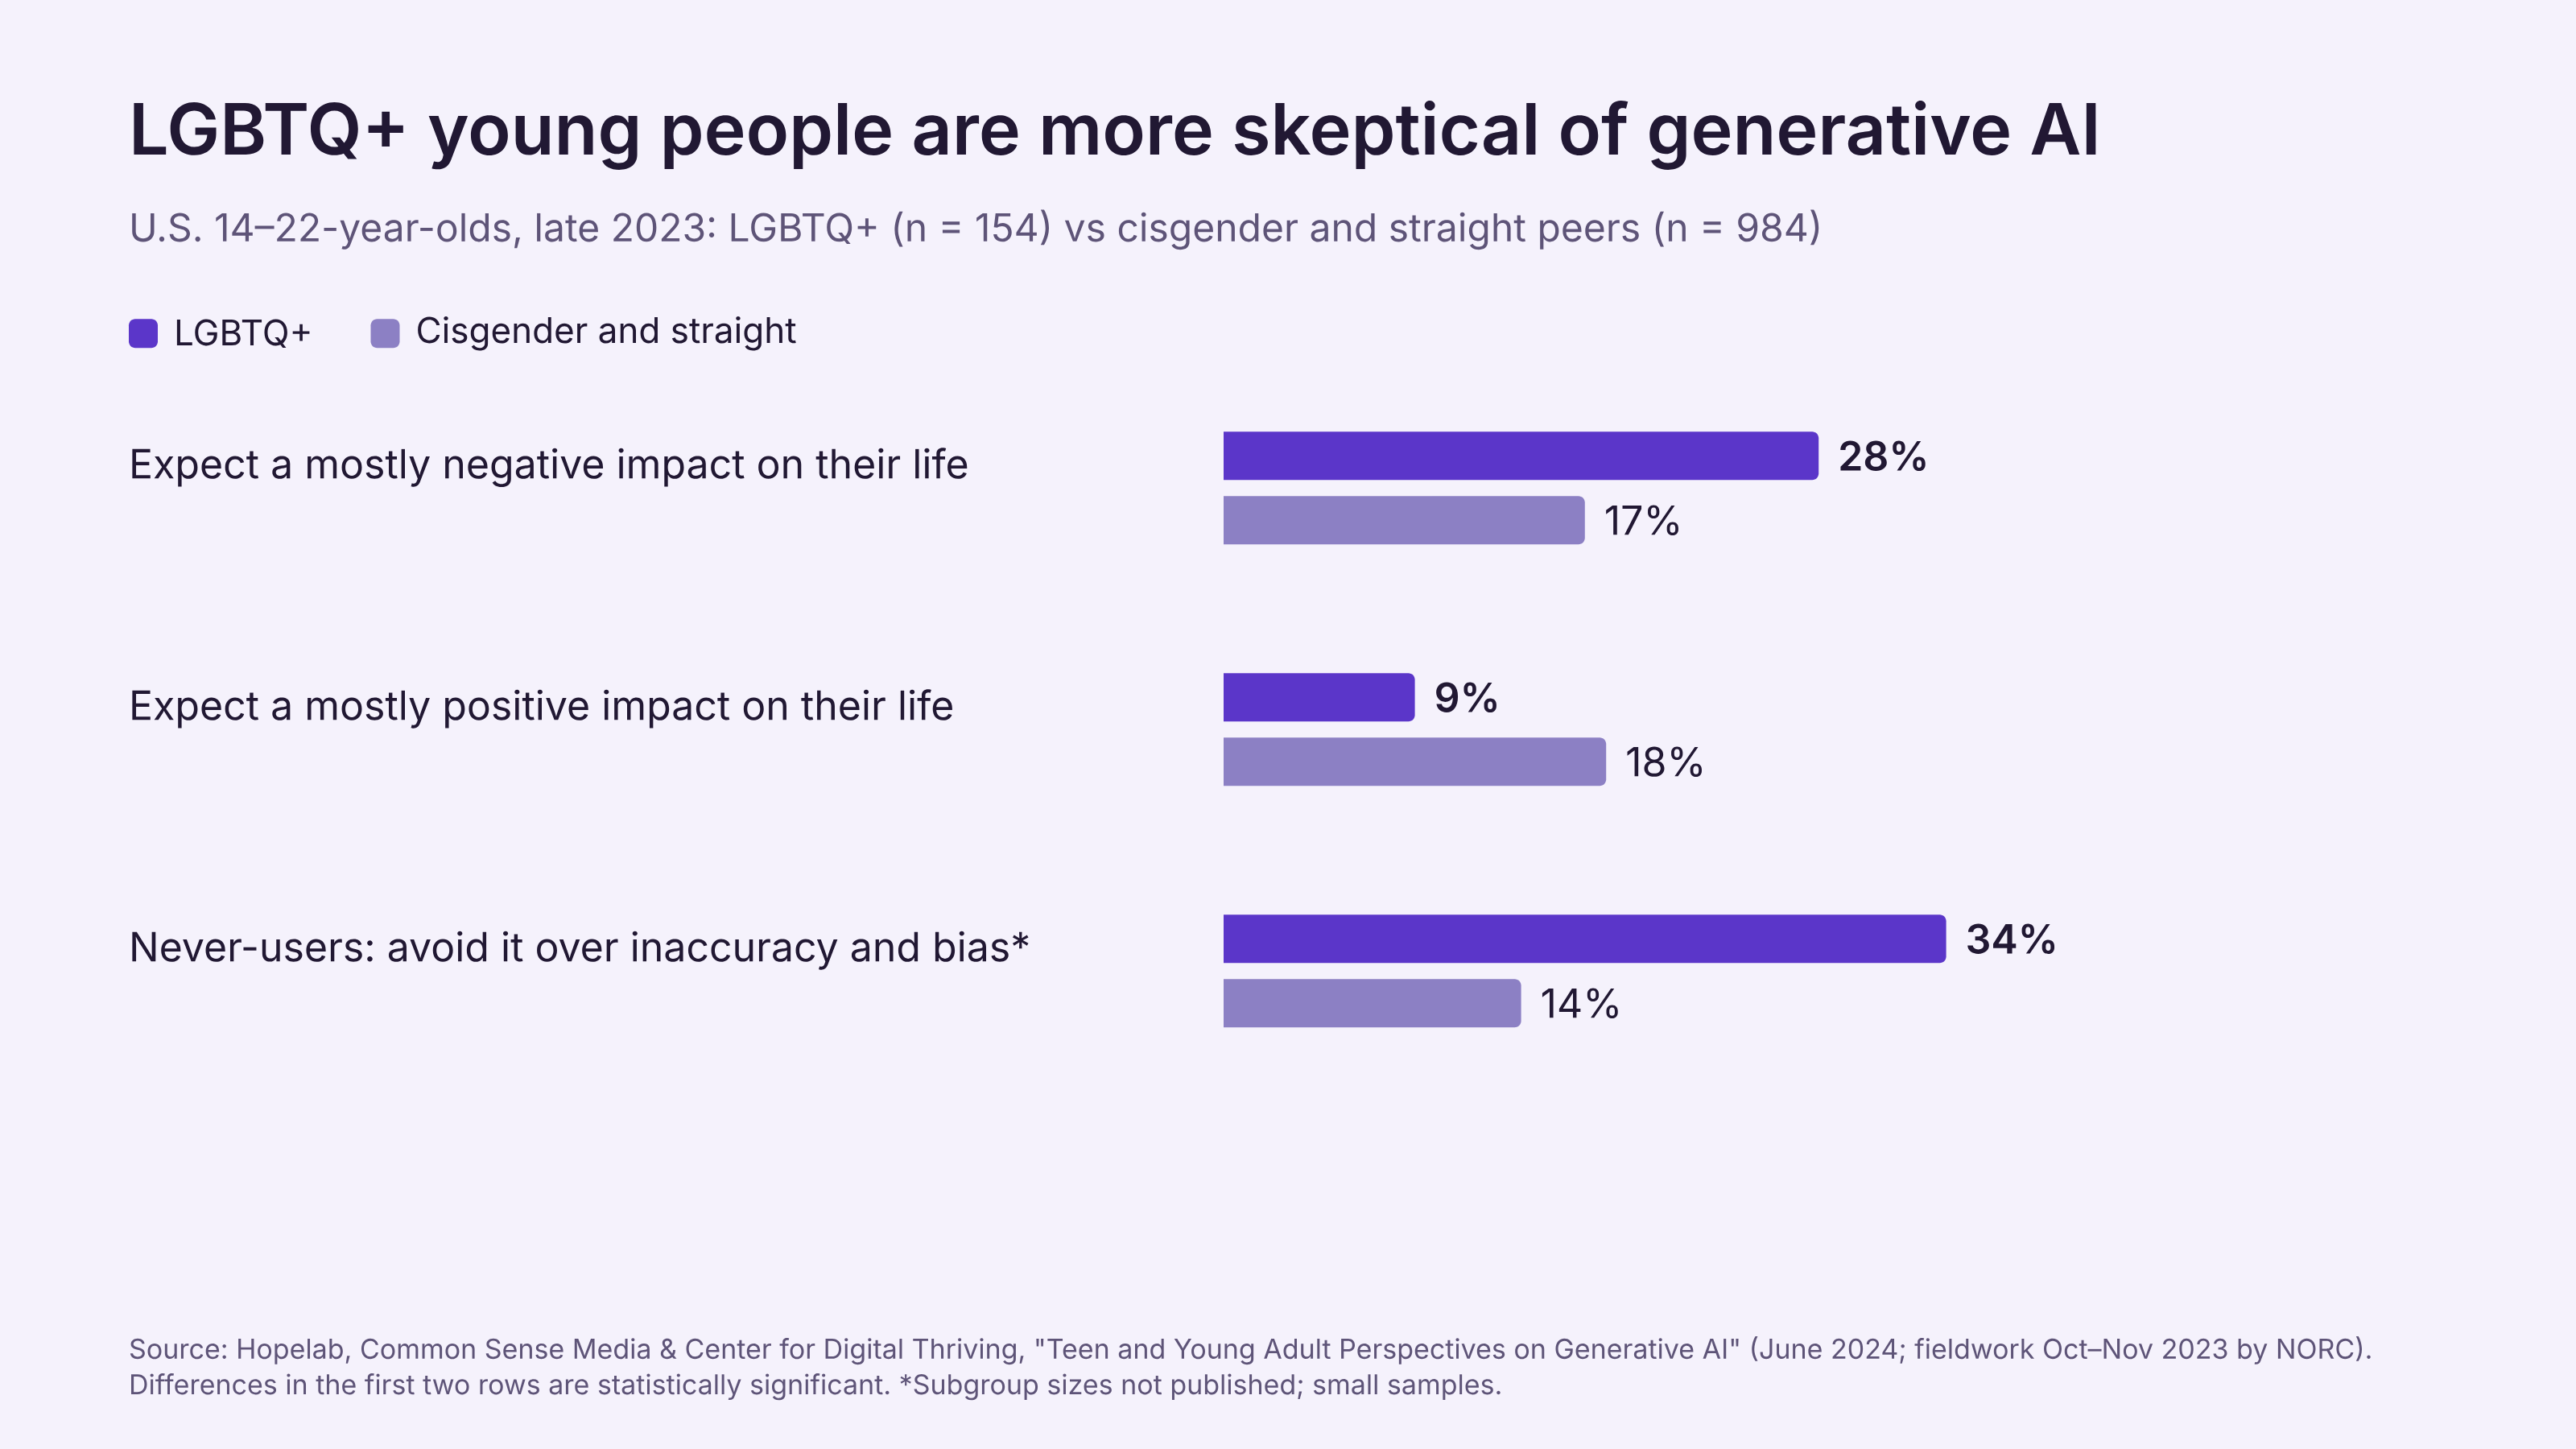 LGBTQ+ young people are more skeptical of generative AI
U.S. 14–22-year-olds, late 2023: LGBTQ+ (n = 154) vs cisgender and straight peers (n = 984)
LGBTQ+ Cisgender and straight
Expect a mostly negative impact on their life
28%
17%
Expect a mostly positive impact on their life
9%
18%
Never-users: avoid it over inaccuracy and bias*
34%
14%
Source: Hopelab, Common Sense Media & Center for Digital Thriving, "Teen and Young Adult Perspectives on Generative AI" (June 2024; fieldwork Oct–Nov 2023 by NORC).
Differences in the first two rows are statistically significant. *Subgroup sizes not published; small samples.